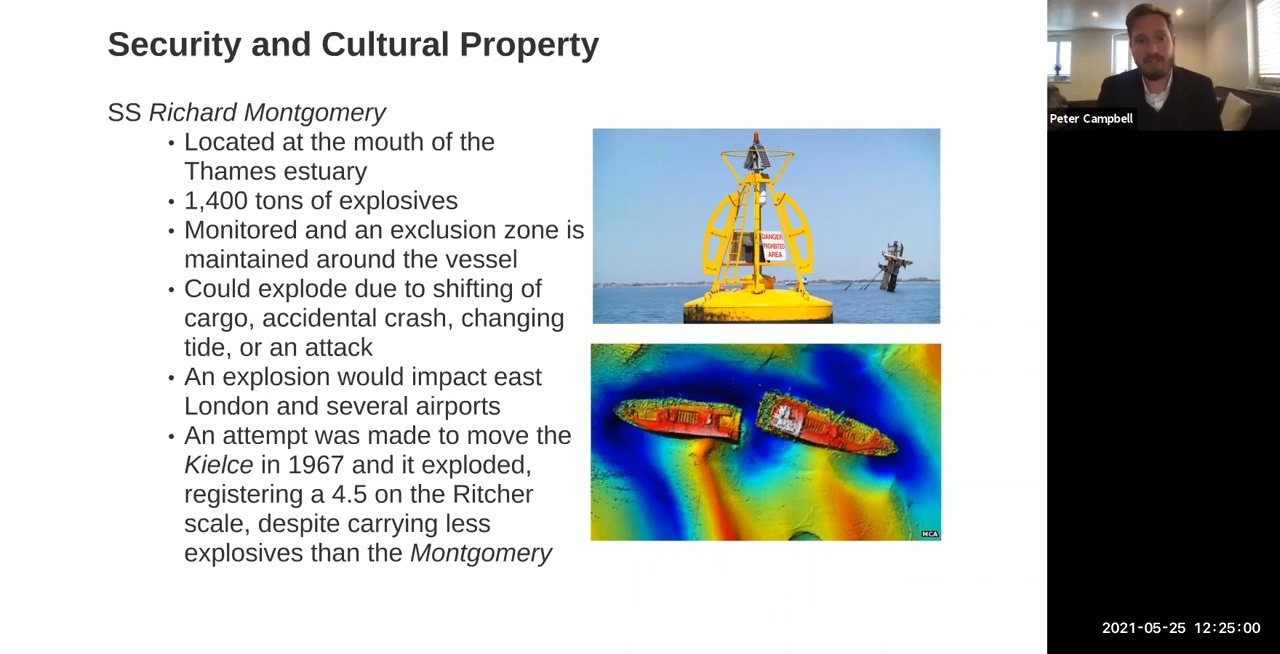 Security and Cultural Property
SS Richard Montgomery
• Located at the mouth of the
Thames estuary
• 1,400 tons of explosives
• Monitored and an exclusion zone is
maintained around the vessel
• Could explode due to shifting of
cargo, accidental crash, changing
tide, or an attack
• An explosion would impact east
London and several airports
• An attempt was made to move the
Kielce in 1967 and it exploded,
registering a 4.5 on the Ritcher
scale, despite carrying less
explosives than the Montgomery
DANGER
PROHIBITED
AREA
MCA
Peter Campbell
2021-05-25 12:25:00